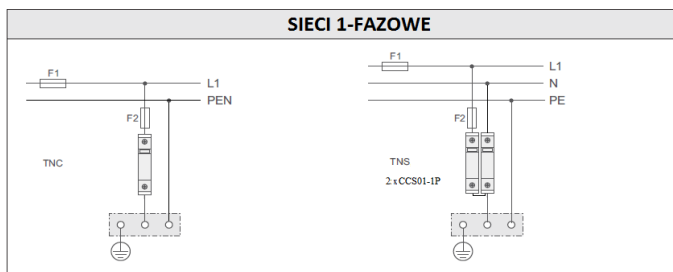 SIECI 1-FAZOWE
F1
L1
PEN
F2
TNC
F1
L1
N
PE
F2
TNS
2 x CCS01-1P